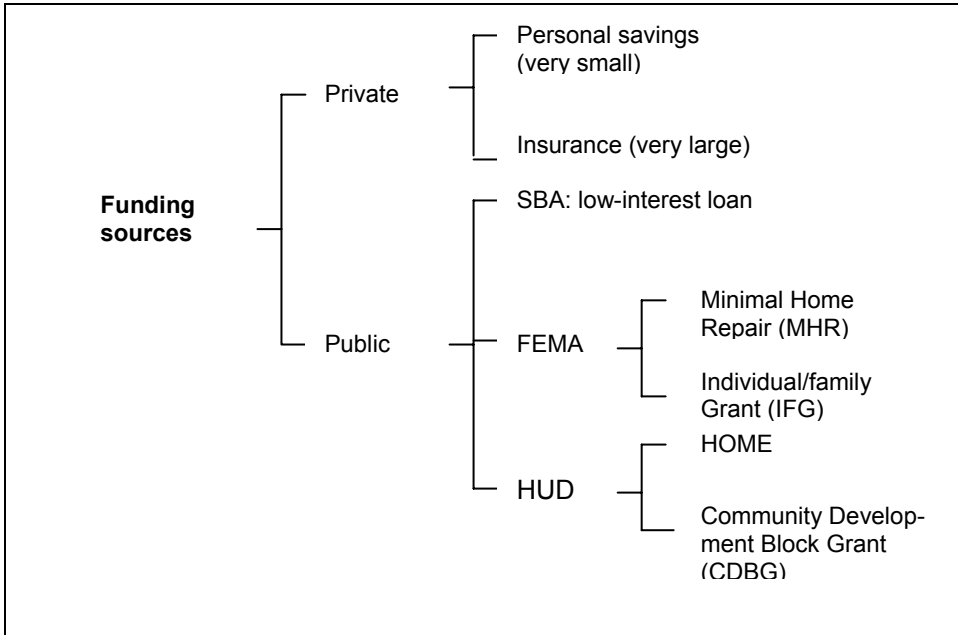 Personal savings
(very small)
Private
Insurance (very large)
Funding
sources
SBA: low-interest loan
Minimal Home
Repair (MHR)
Public
FEMA
Individual/family
Grant (IFG)
HOME
HUD
Community Develop-
ment Block Grant
(CDBG)